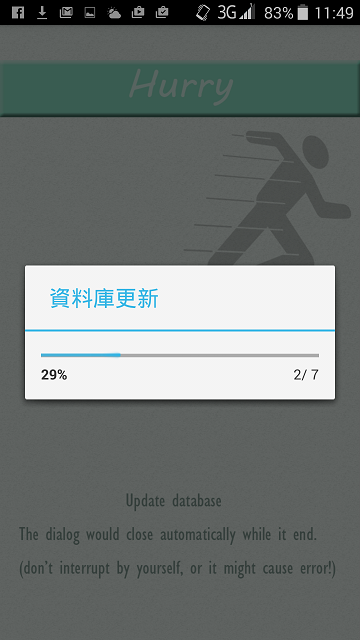 3G 83% 11:49
Hurry
資料庫更新
29% 2/ 7
Update database
The dialog would close automatically while it end.
(don't interrupt by yourself, or it might cause error!)